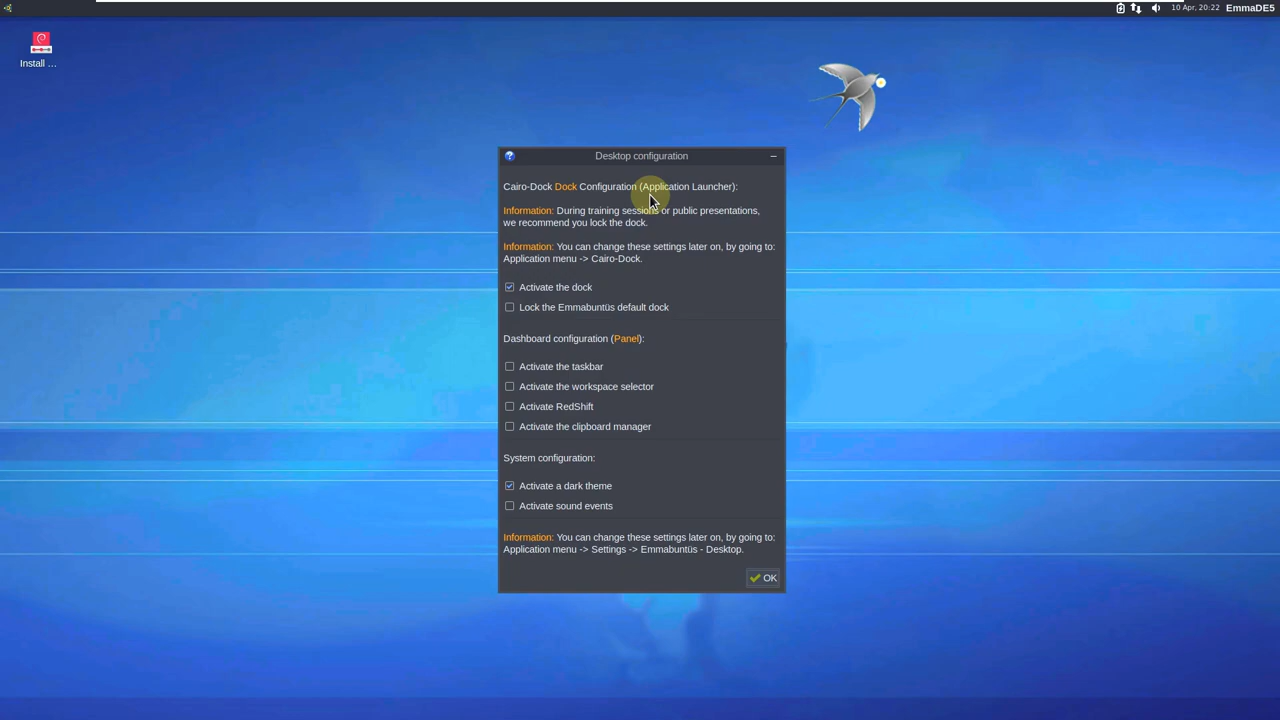 10 Apr, 20:22 EmmaDE5
Install ...
Desktop configuration
Cairo-Dock Dock Configuration (Application Launcher):
Information: During training sessions or public presentations,
we recommend you lock the dock.
Information: You can change these settings later on, by going to:
Application menu -> Cairo-Dock.
Activate the dock
Lock the Emmabuntüs default dock
Dashboard configuration (Panel):
Activate the taskbar
Activate the workspace selector
Activate RedShift
Activate the clipboard manager
System configuration:
Activate a dark theme
Activate sound events
Information: You can change these settings later on, by going to:
Application menu -> Settings -> Emmabuntüs - Desktop.
OK